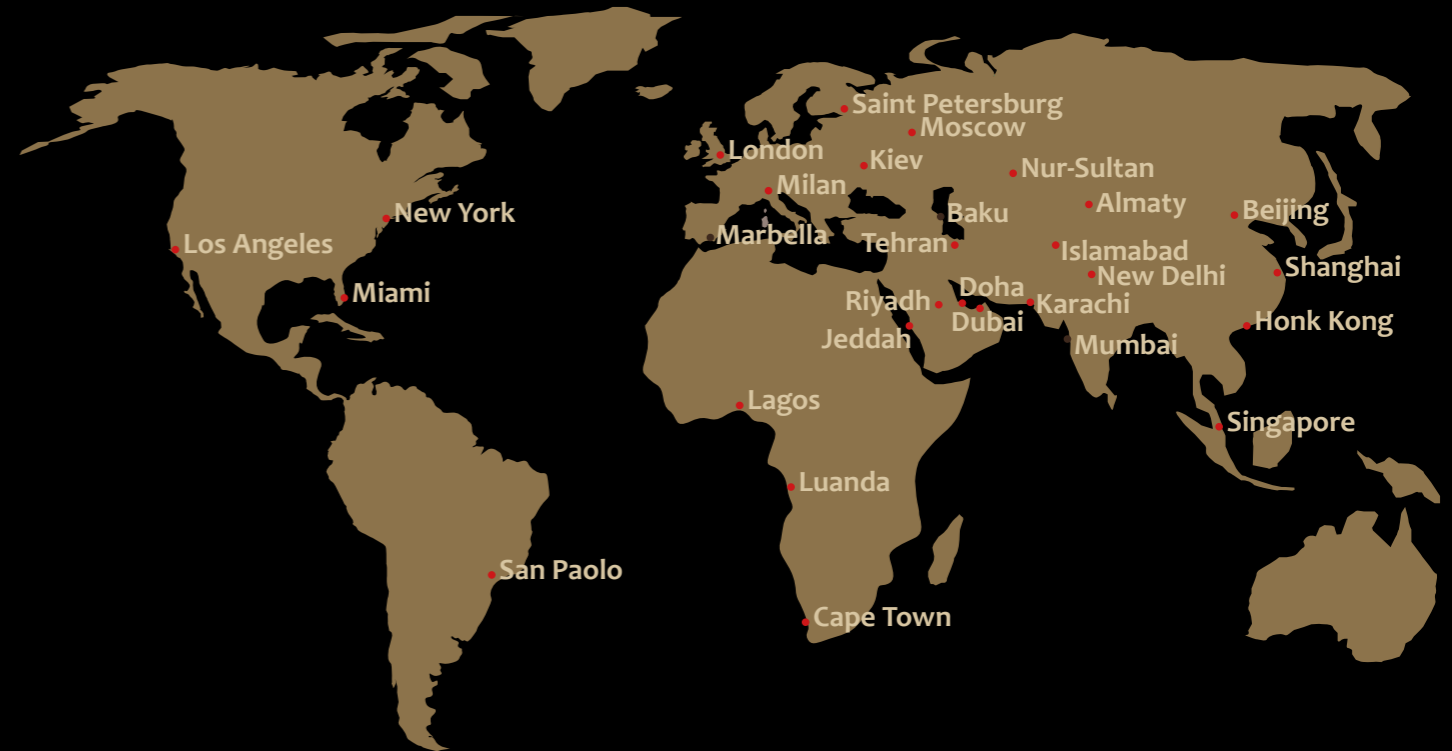 Saint Petersburg
Moscow
London
Kiev
Nur-Sultan
Milan
Almaty
New York
Baku
Beijing
Marbella
Los Angeles
Tehran
Islamabad
Shanghai
New Delhi
Miami
Doha
Riyadh
Karachi
Dubai
Honk Kong
Jeddah
Mumbai
Lagos
Singapore
Luanda
San Paolo
Cape Town